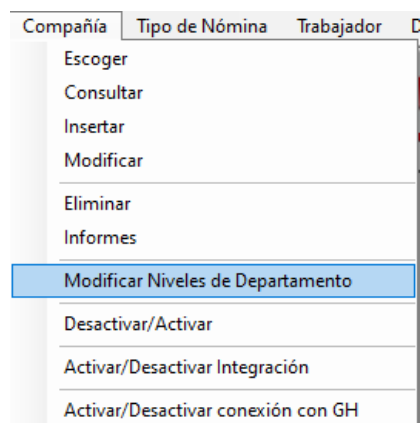 Compañía Tipo de Nómina Trabajador
Escoger
Consultar
Insertar
Modificar
Eliminar
Informes
Modificar Niveles de Departamento
Desactivar/Activar
Activar/Desactivar Integración
Activar/Desactivar conexión con GH